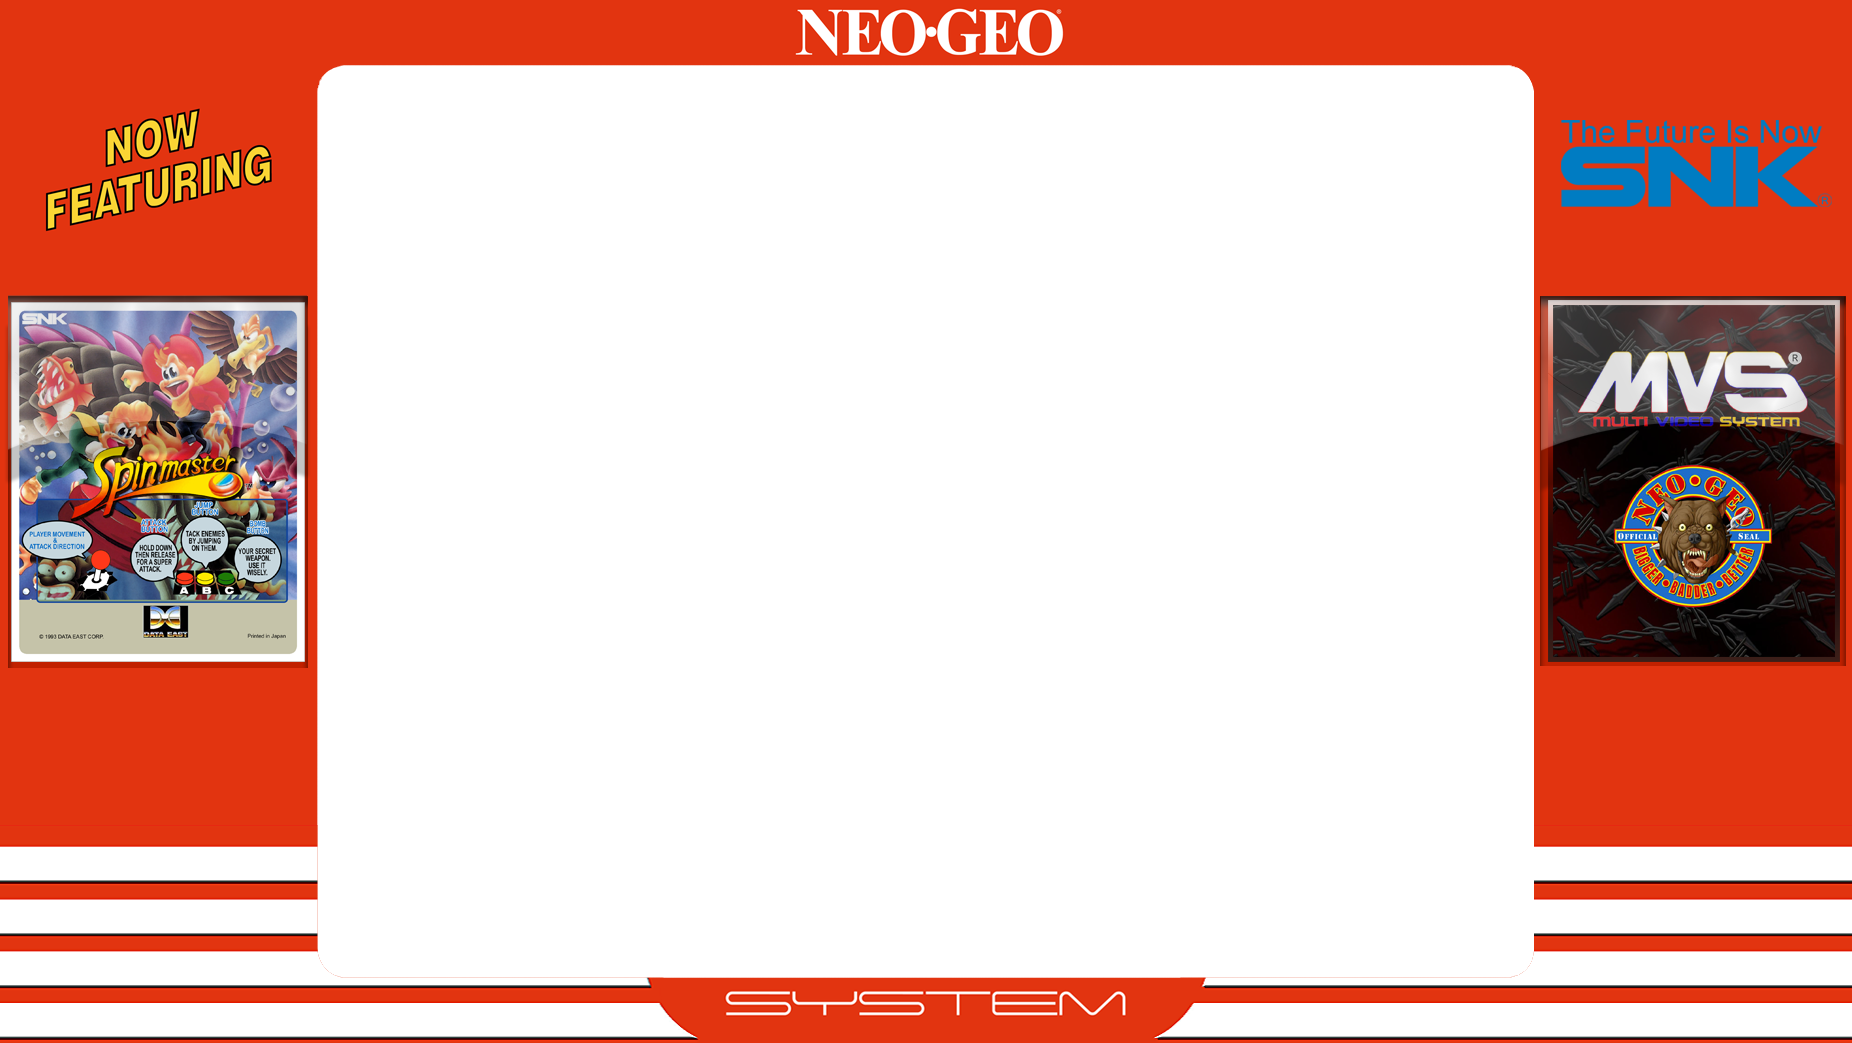 NEO•GEO®
NOW
FEATURING
The Future Is Now
SNK®
SNK
Spinmaster
PLAYER MOVEMENT
&
ATTACK DIRECTION
ATTACK
BUTTON
HOLD DOWN
THEN RELEASE
FOR A SUPER
ATTACK.
JUMP
BUTTON
TACK ENEMIES
BY JUMPING
ON THEM.
BOMB
BUTTON
YOUR SECRET
WEAPON.
USE IT
WISELY.
A B C
DATA EAST
© 1993 DATA EAST CORP.
Printed in Japan
MVS®
MULTI VIDEO SYSTEM
NEO•GEO
OFFICIAL SEAL
BIGGER•BADDER•BETTER
SYSTEM